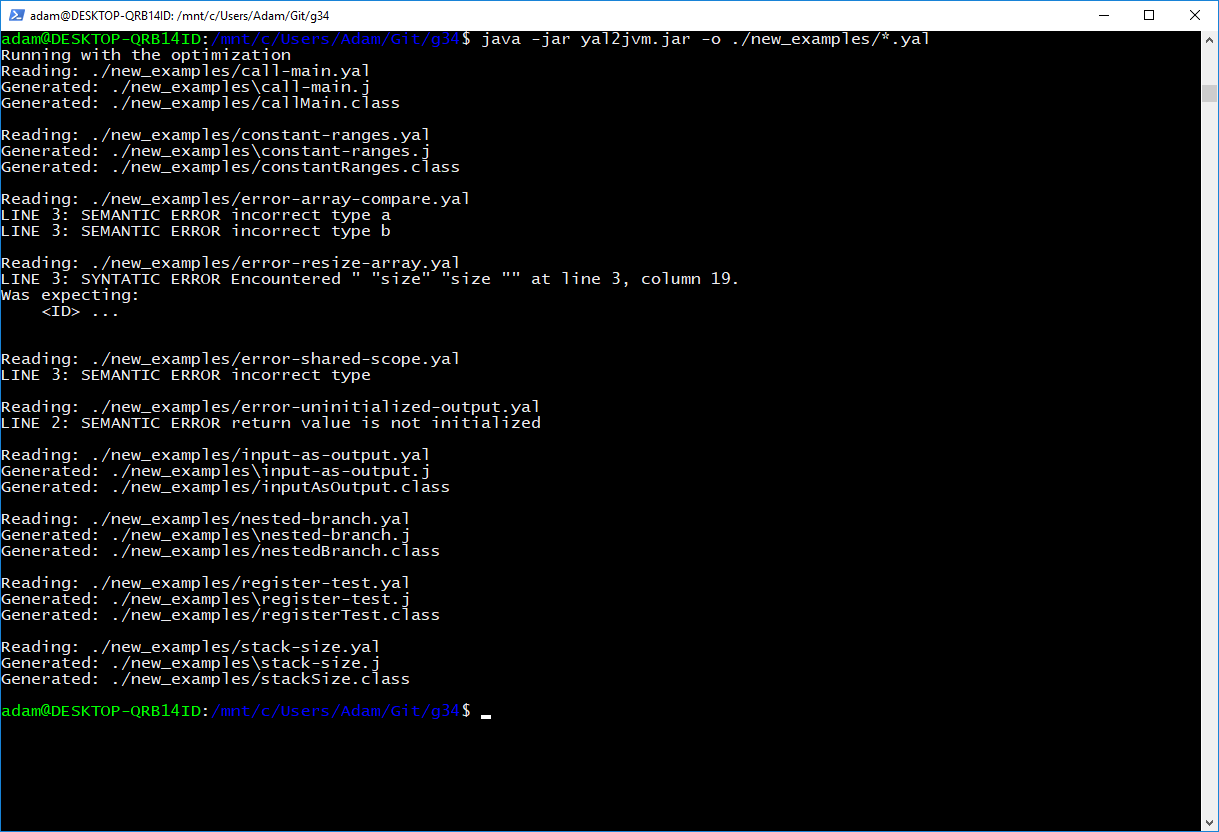 adam@DESKTOP-QRB14ID: /mnt/c/Users/Adam/Git/g34
adam@DESKTOP-QRB14ID:/mnt/c/Users/Adam/Git/g34$ java -jar yal2jvm.jar -o ./new_examples/*.yal
Running with the optimization
Reading: ./new_examples/call-main.yal
Generated: ./new_examples\call-main.j
Generated: ./new_examples/callMain.class

Reading: ./new_examples/constant-ranges.yal
Generated: ./new_examples\constant-ranges.j
Generated: ./new_examples/constantRanges.class

Reading: ./new_examples/error-array-compare.yal
LINE 3: SEMANTIC ERROR incorrect type a
LINE 3: SEMANTIC ERROR incorrect type b

Reading: ./new_examples/error-resize-array.yal
LINE 3: SYNTATIC ERROR Encountered " "size" "size "" at line 3, column 19.
Was expecting:
    <ID> ...

Reading: ./new_examples/error-shared-scope.yal
LINE 3: SEMANTIC ERROR incorrect type

Reading: ./new_examples/error-uninitialized-output.yal
LINE 2: SEMANTIC ERROR return value is not initialized

Reading: ./new_examples/input-as-output.yal
Generated: ./new_examples\input-as-output.j
Generated: ./new_examples/inputAsOutput.class

Reading: ./new_examples/nested-branch.yal
Generated: ./new_examples\nested-branch.j
Generated: ./new_examples/nestedBranch.class

Reading: ./new_examples/register-test.yal
Generated: ./new_examples\register-test.j
Generated: ./new_examples/registerTest.class

Reading: ./new_examples/stack-size.yal
Generated: ./new_examples\stack-size.j
Generated: ./new_examples/stackSize.class

adam@DESKTOP-QRB14ID:/mnt/c/Users/Adam/Git/g34$